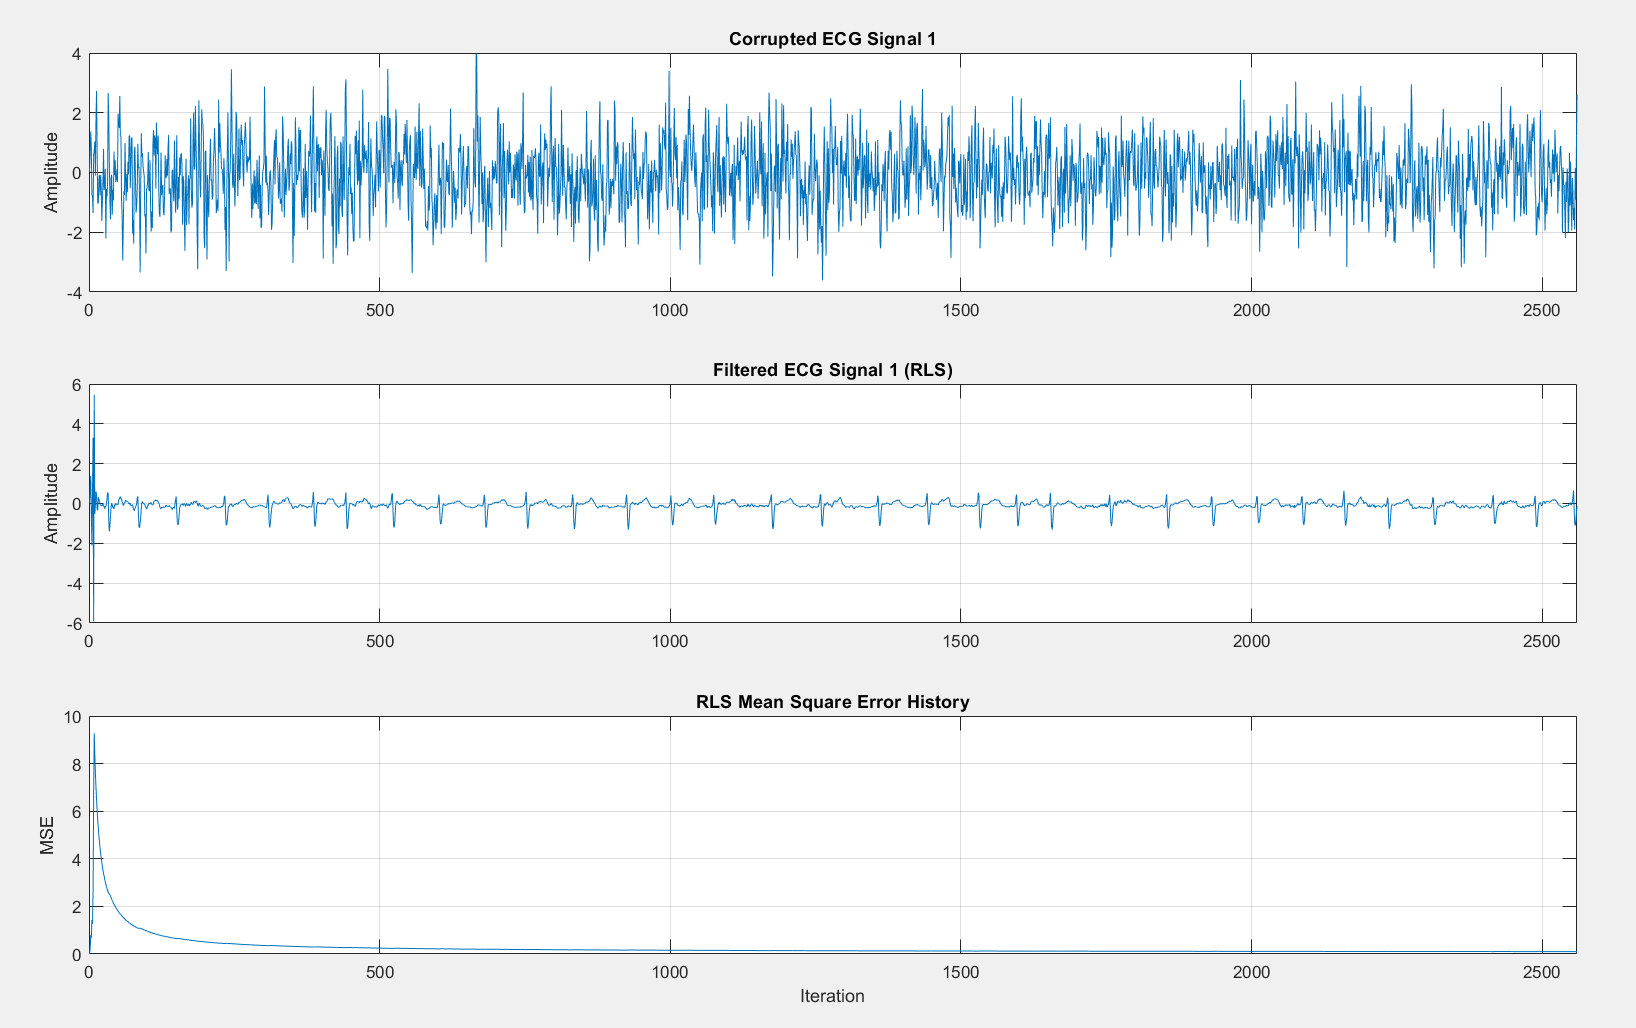 Corrupted ECG Signal 1
4
2
0
-2
-4
Amplitude
0 500 1000 1500 2000 2500
Filtered ECG Signal 1 (RLS)
6
4
2
0
-2
-4
-6
Amplitude
0 500 1000 1500 2000 2500
RLS Mean Square Error History
10
8
6
4
2
0
MSE
0 500 1000 1500 2000 2500
Iteration